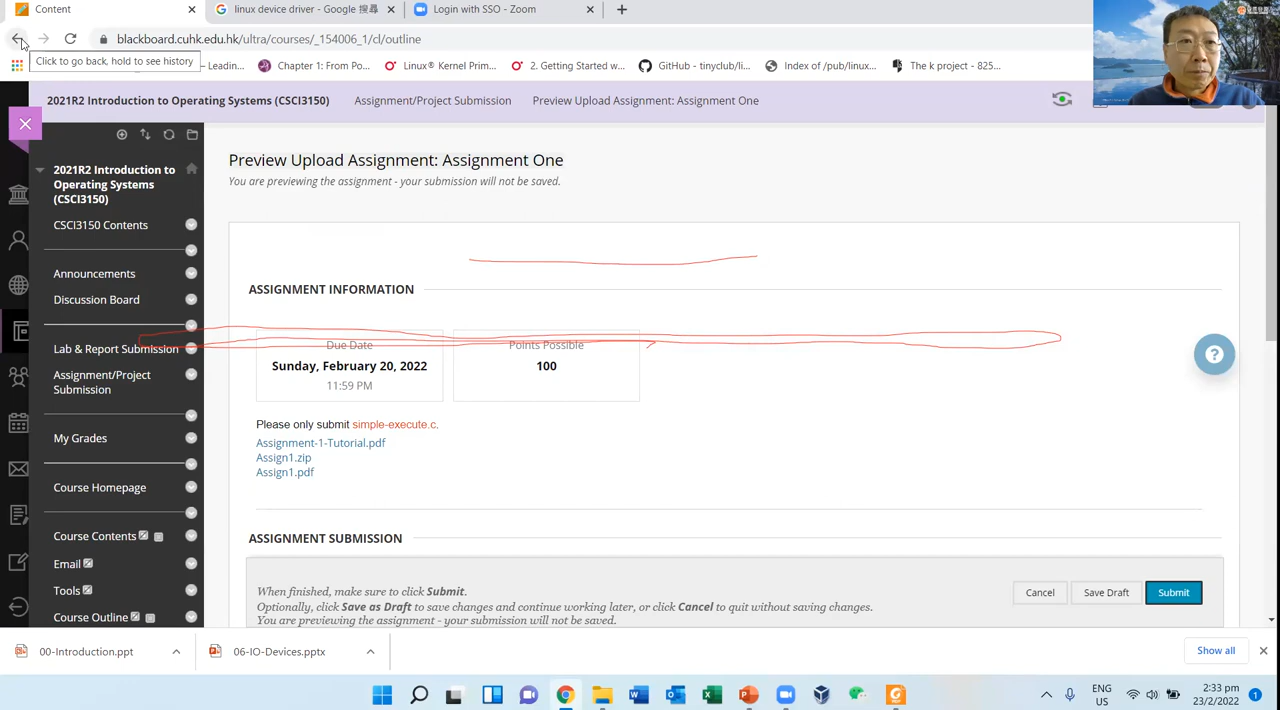 Content
linux device driver - Google 搜尋
Login with SSO - Zoom
blackboard.cuhk.edu.hk/ultra/courses/_154006_1/cl/outline
Click to go back, hold to see history
Leadin...
Chapter 1: From Po...
Linux® Kernel Prim...
2. Getting Started w...
GitHub - tinyclub/li...
Index of /pub/linux...
The k project - 825...
2021R2 Introduction to Operating Systems (CSCI3150)
Assignment/Project Submission
Preview Upload Assignment: Assignment One
2021R2 Introduction to
Operating Systems
(CSCI3150)
CSCI3150 Contents
Announcements
Discussion Board
Lab & Report Submission
Assignment/Project
Submission
My Grades
Course Homepage
Course Contents
Email
Tools
Course Outline
Preview Upload Assignment: Assignment One
You are previewing the assignment - your submission will not be saved.
ASSIGNMENT INFORMATION
Due Date
Sunday, February 20, 2022
11:59 PM
Points Possible
100
Please only submit simple-execute.c.
Assignment-1-Tutorial.pdf
Assign1.zip
Assign1.pdf
ASSIGNMENT SUBMISSION
When finished, make sure to click Submit.
Optionally, click Save as Draft to save changes and continue working later, or click Cancel to quit without saving changes.
You are previewing the assignment - your submission will not be saved.
Cancel
Save Draft
Submit
00-Introduction.ppt
06-IO-Devices.pptx
Show all
ENG
US
2:33 pm
23/2/2022
1